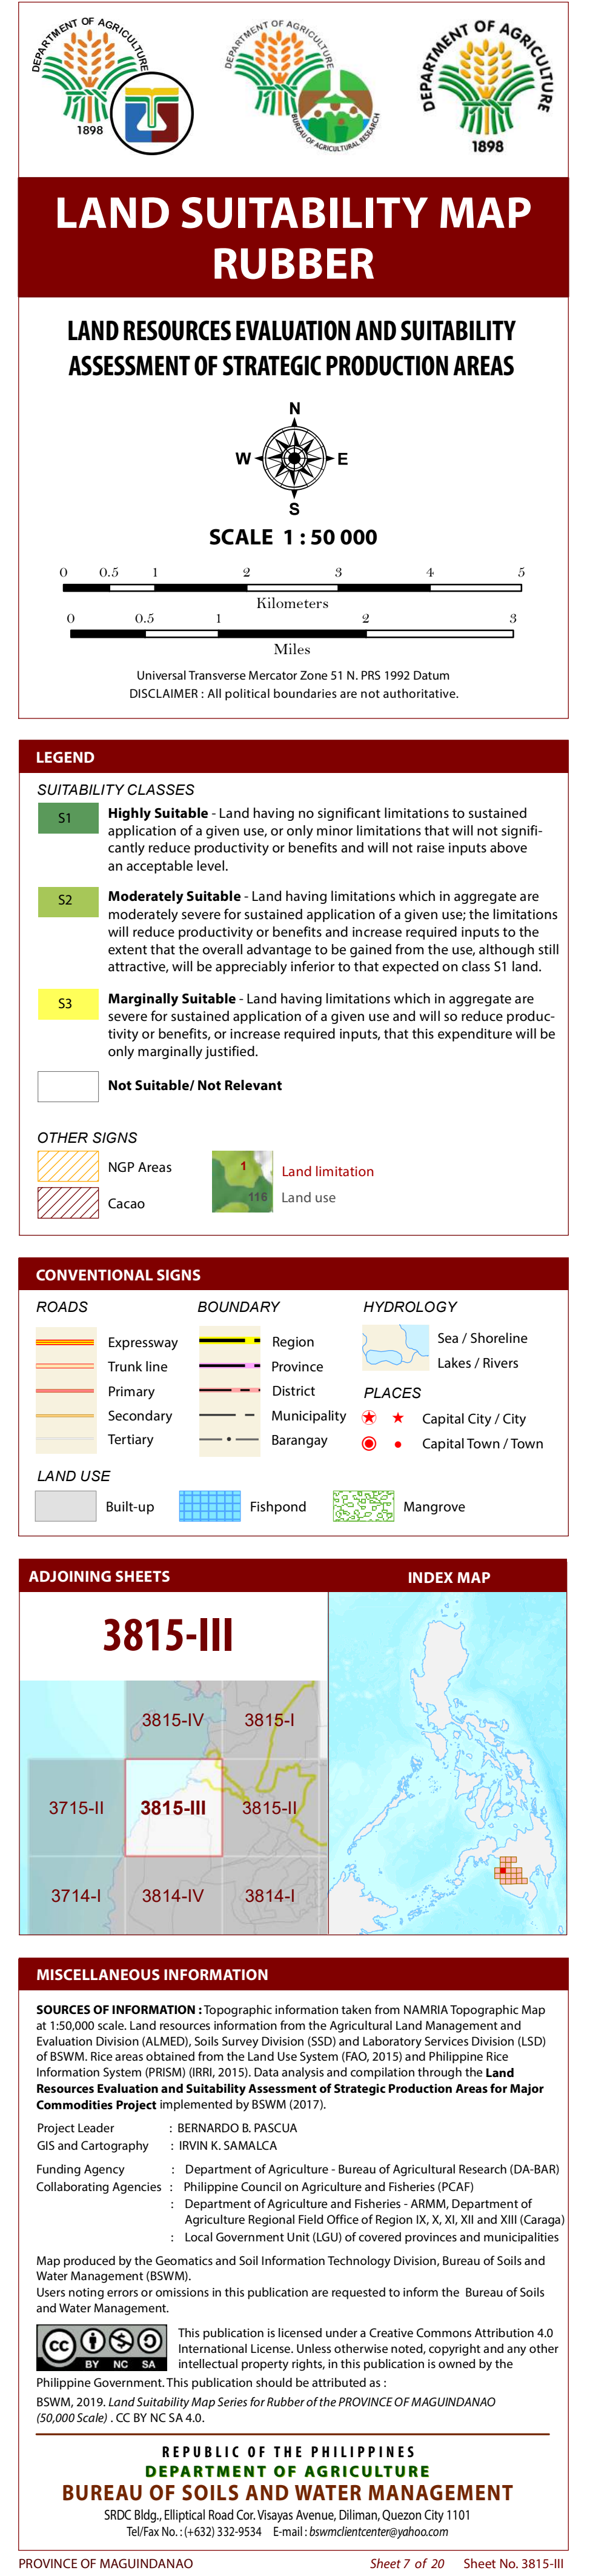 DEPARTMENT OF AGRICULTURE
1898
DEPARTMENT OF AGRICULTURE
BUREAU OF AGRICULTURAL RESEARCH
DEPARTMENT OF AGRICULTURE
1898
LAND SUITABILITY MAP
RUBBER
LAND RESOURCES EVALUATION AND SUITABILITY
ASSESSMENT OF STRATEGIC PRODUCTION AREAS
N
W E
S
SCALE 1 : 50 000
0 0.5 1 2 3 4 5
Kilometers
0 0.5 1 2 3
Miles
Universal Transverse Mercator Zone 51 N. PRS 1992 Datum
DISCLAIMER : All political boundaries are not authoritative.
LEGEND
SUITABILITY CLASSES
S1 Highly Suitable - Land having no significant limitations to sustained
application of a given use, or only minor limitations that will not signifi-
cantly reduce productivity or benefits and will not raise inputs above
an acceptable level.
S2 Moderately Suitable - Land having limitations which in aggregate are
moderately severe for sustained application of a given use; the limitations
will reduce productivity or benefits and increase required inputs to the
extent that the overall advantage to be gained from the use, although still
attractive, will be appreciably inferior to that expected on class S1 land.
S3 Marginally Suitable - Land having limitations which in aggregate are
severe for sustained application of a given use and will so reduce produc-
tivity or benefits, or increase required inputs, that this expenditure will be
only marginally justified.
Not Suitable/ Not Relevant
OTHER SIGNS
NGP Areas 1 Land limitation
Cacao 116 Land use
CONVENTIONAL SIGNS
ROADS BOUNDARY HYDROLOGY
Expressway Region Sea / Shoreline
Trunk line Province Lakes / Rivers
Primary District PLACES
Secondary Municipality Capital City / City
Tertiary Barangay Capital Town / Town
LAND USE
Built-up Fishpond Mangrove
ADJOINING SHEETS INDEX MAP
3815-III
3815-IV 3815-I
3715-II 3815-III 3815-II
3714-I 3814-IV 3814-I
MISCELLANEOUS INFORMATION
SOURCES OF INFORMATION : Topographic information taken from NAMRIA Topographic Map
at 1:50,000 scale. Land resources information from the Agricultural Land Management and
Evaluation Division (ALMED), Soils Survey Division (SSD) and Laboratory Services Division (LSD)
of BSWM. Rice areas obtained from the Land Use System (FAO, 2015) and Philippine Rice
Information System (PRISM) (IRRI, 2015). Data analysis and compilation through the Land
Resources Evaluation and Suitability Assessment of Strategic Production Areas for Major
Commodities Project implemented by BSWM (2017).
Project Leader : BERNARDO B. PASCUA
GIS and Cartography : IRVIN K. SAMALCA
Funding Agency : Department of Agriculture - Bureau of Agricultural Research (DA-BAR)
Collaborating Agencies : Philippine Council on Agriculture and Fisheries (PCAF)
: Department of Agriculture and Fisheries - ARMM, Department of
Agriculture Regional Field Office of Region IX, X, XI, XII and XIII (Caraga)
: Local Government Unit (LGU) of covered provinces and municipalities
Map produced by the Geomatics and Soil Information Technology Division, Bureau of Soils and
Water Management (BSWM).
Users noting errors or omissions in this publication are requested to inform the Bureau of Soils
and Water Management.
cc BY NC SA
This publication is licensed under a Creative Commons Attribution 4.0
International License. Unless otherwise noted, copyright and any other
intellectual property rights, in this publication is owned by the
Philippine Government. This publication should be attributed as :
BSWM, 2019. Land Suitability Map Series for Rubber of the PROVINCE OF MAGUINDANAO
(50,000 Scale) . CC BY NC SA 4.0.
REPUBLIC OF THE PHILIPPINES
DEPARTMENT OF AGRICULTURE
BUREAU OF SOILS AND WATER MANAGEMENT
SRDC Bldg., Elliptical Road Cor. Visayas Avenue, Diliman, Quezon City 1101
Tel/Fax No. : (+632) 332-9534 E-mail : bswmclientcenter@yahoo.com
PROVINCE OF MAGUINDANAO Sheet 7 of 20 Sheet No. 3815-III